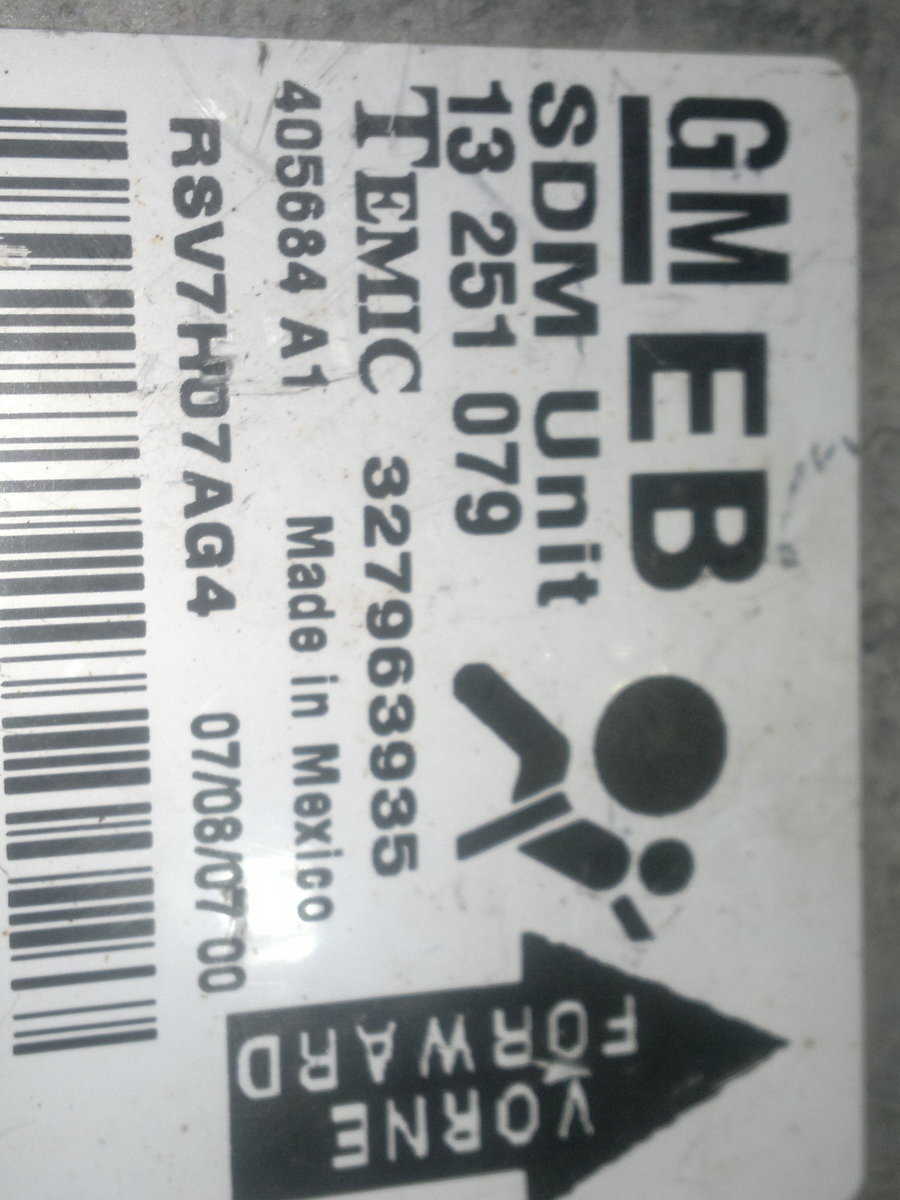 GM EB
SDM Unit
13 251 079
TEMIC 327963935
405684 A1 Made in Mexico
RSV7H07AG4 07/08/07 00
VORNE
FORWARD